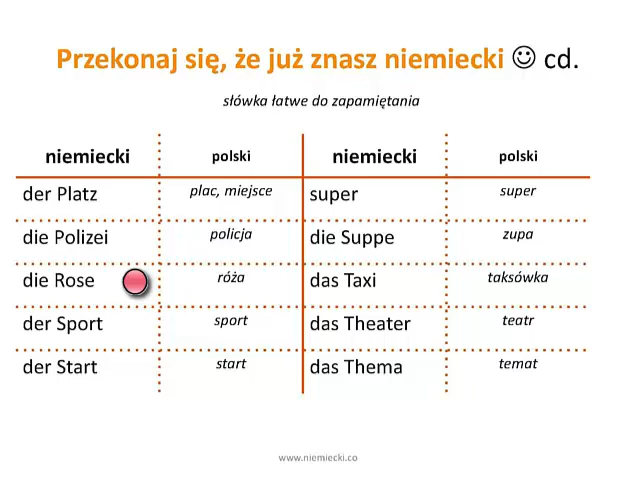 Przekonaj się, że już znasz niemiecki ☺ cd.
słówka łatwe do zapamiętania
niemiecki polski niemiecki polski
der Platz plac, miejsce super super
die Polizei policja die Suppe zupa
die Rose róża das Taxi taksówka
der Sport sport das Theater teatr
der Start start das Thema temat
www.niemiecki.co